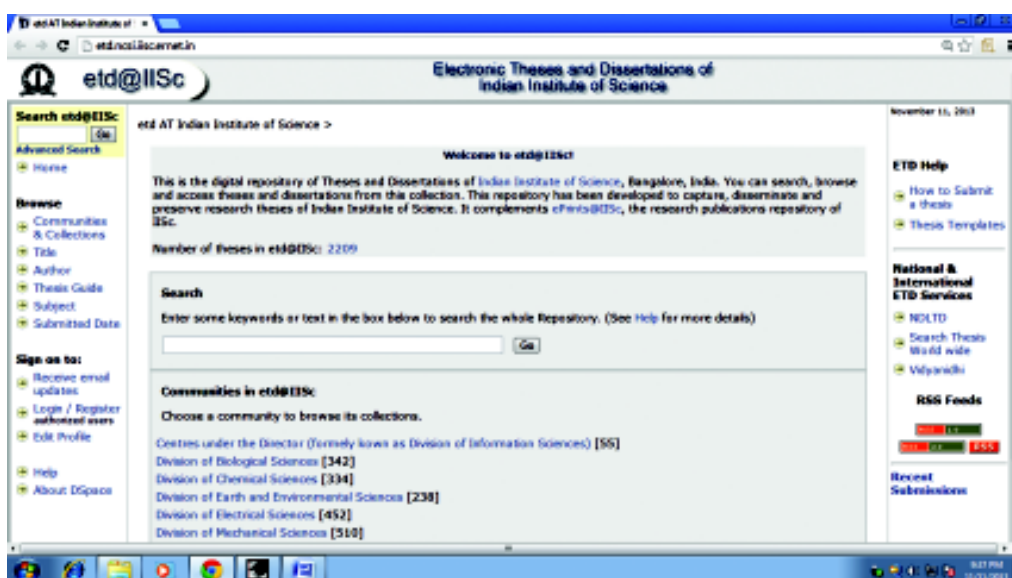 etd@IISc
Electronic Theses and Dissertations of
Indian Institute of Science
Search etd@IISc
Go
Advanced Search
Home
Browse
Communities
& Collections
Title
Author
Thesis Guide
Subject
Submitted Date
Sign on to:
Receive email
updates
Login / Register
authorized users
Edit Profile
Help
About DSpace
etd AT Indian Institute of Science >
Welcome to etd@IISc!
This is the digital repository of Theses and Dissertations of Indian Institute of Science, Bangalore, India. You can search, browse
and access theses and dissertations from this collection. This repository has been developed to capture, disseminate and
preserve research theses of Indian Institute of Science. It complements ePrints@IISc, the research publications repository of
IISc.
Number of theses in etd@IISc: 2209
Search
Enter some keywords or text in the box below to search the whole Repository. (See Help for more details)
Go
Communities in etd@IISc
Choose a community to browse its collections.
Centres under the Director (formely kown as Division of Information Sciences) [55]
Division of Biological Sciences [342]
Division of Chemical Sciences [334]
Division of Earth and Environmental Sciences [238]
Division of Electrical Sciences [452]
Division of Mechanical Sciences [510]
November 11, 2013
ETD Help
How to Submit
a thesis
Thesis Templates
National &
International
ETD Services
NDLTD
Search Thesis
World wide
Vidyanidhi
RSS Feeds
RSS
Recent
Submissions